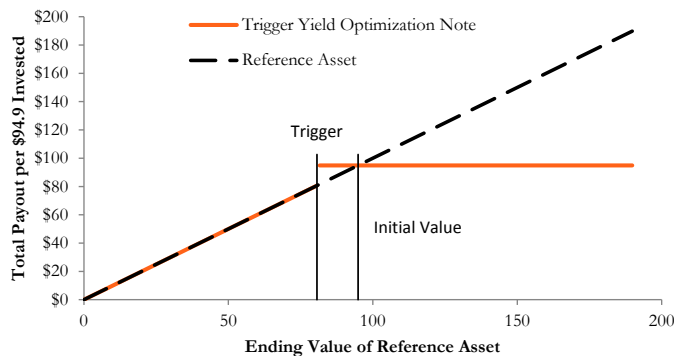 Total Payout per $94.9 Invested
$200
$180
$160
$140
$120
$100
$80
$60
$40
$20
$0
Trigger Yield Optimization Note
Reference Asset
Trigger
Initial Value
0
50
100
150
200
Ending Value of Reference Asset